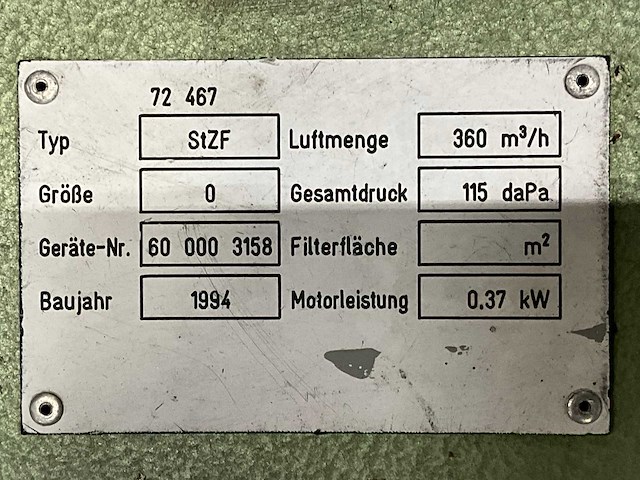 72 467
Typ StZF Luftmenge 360 m³/h
Größe 0 Gesamtdruck 115 daPa
Geräte-Nr. 60 000 3158 Filterfläche m²
Baujahr 1994 Motorleistung 0,37 kW